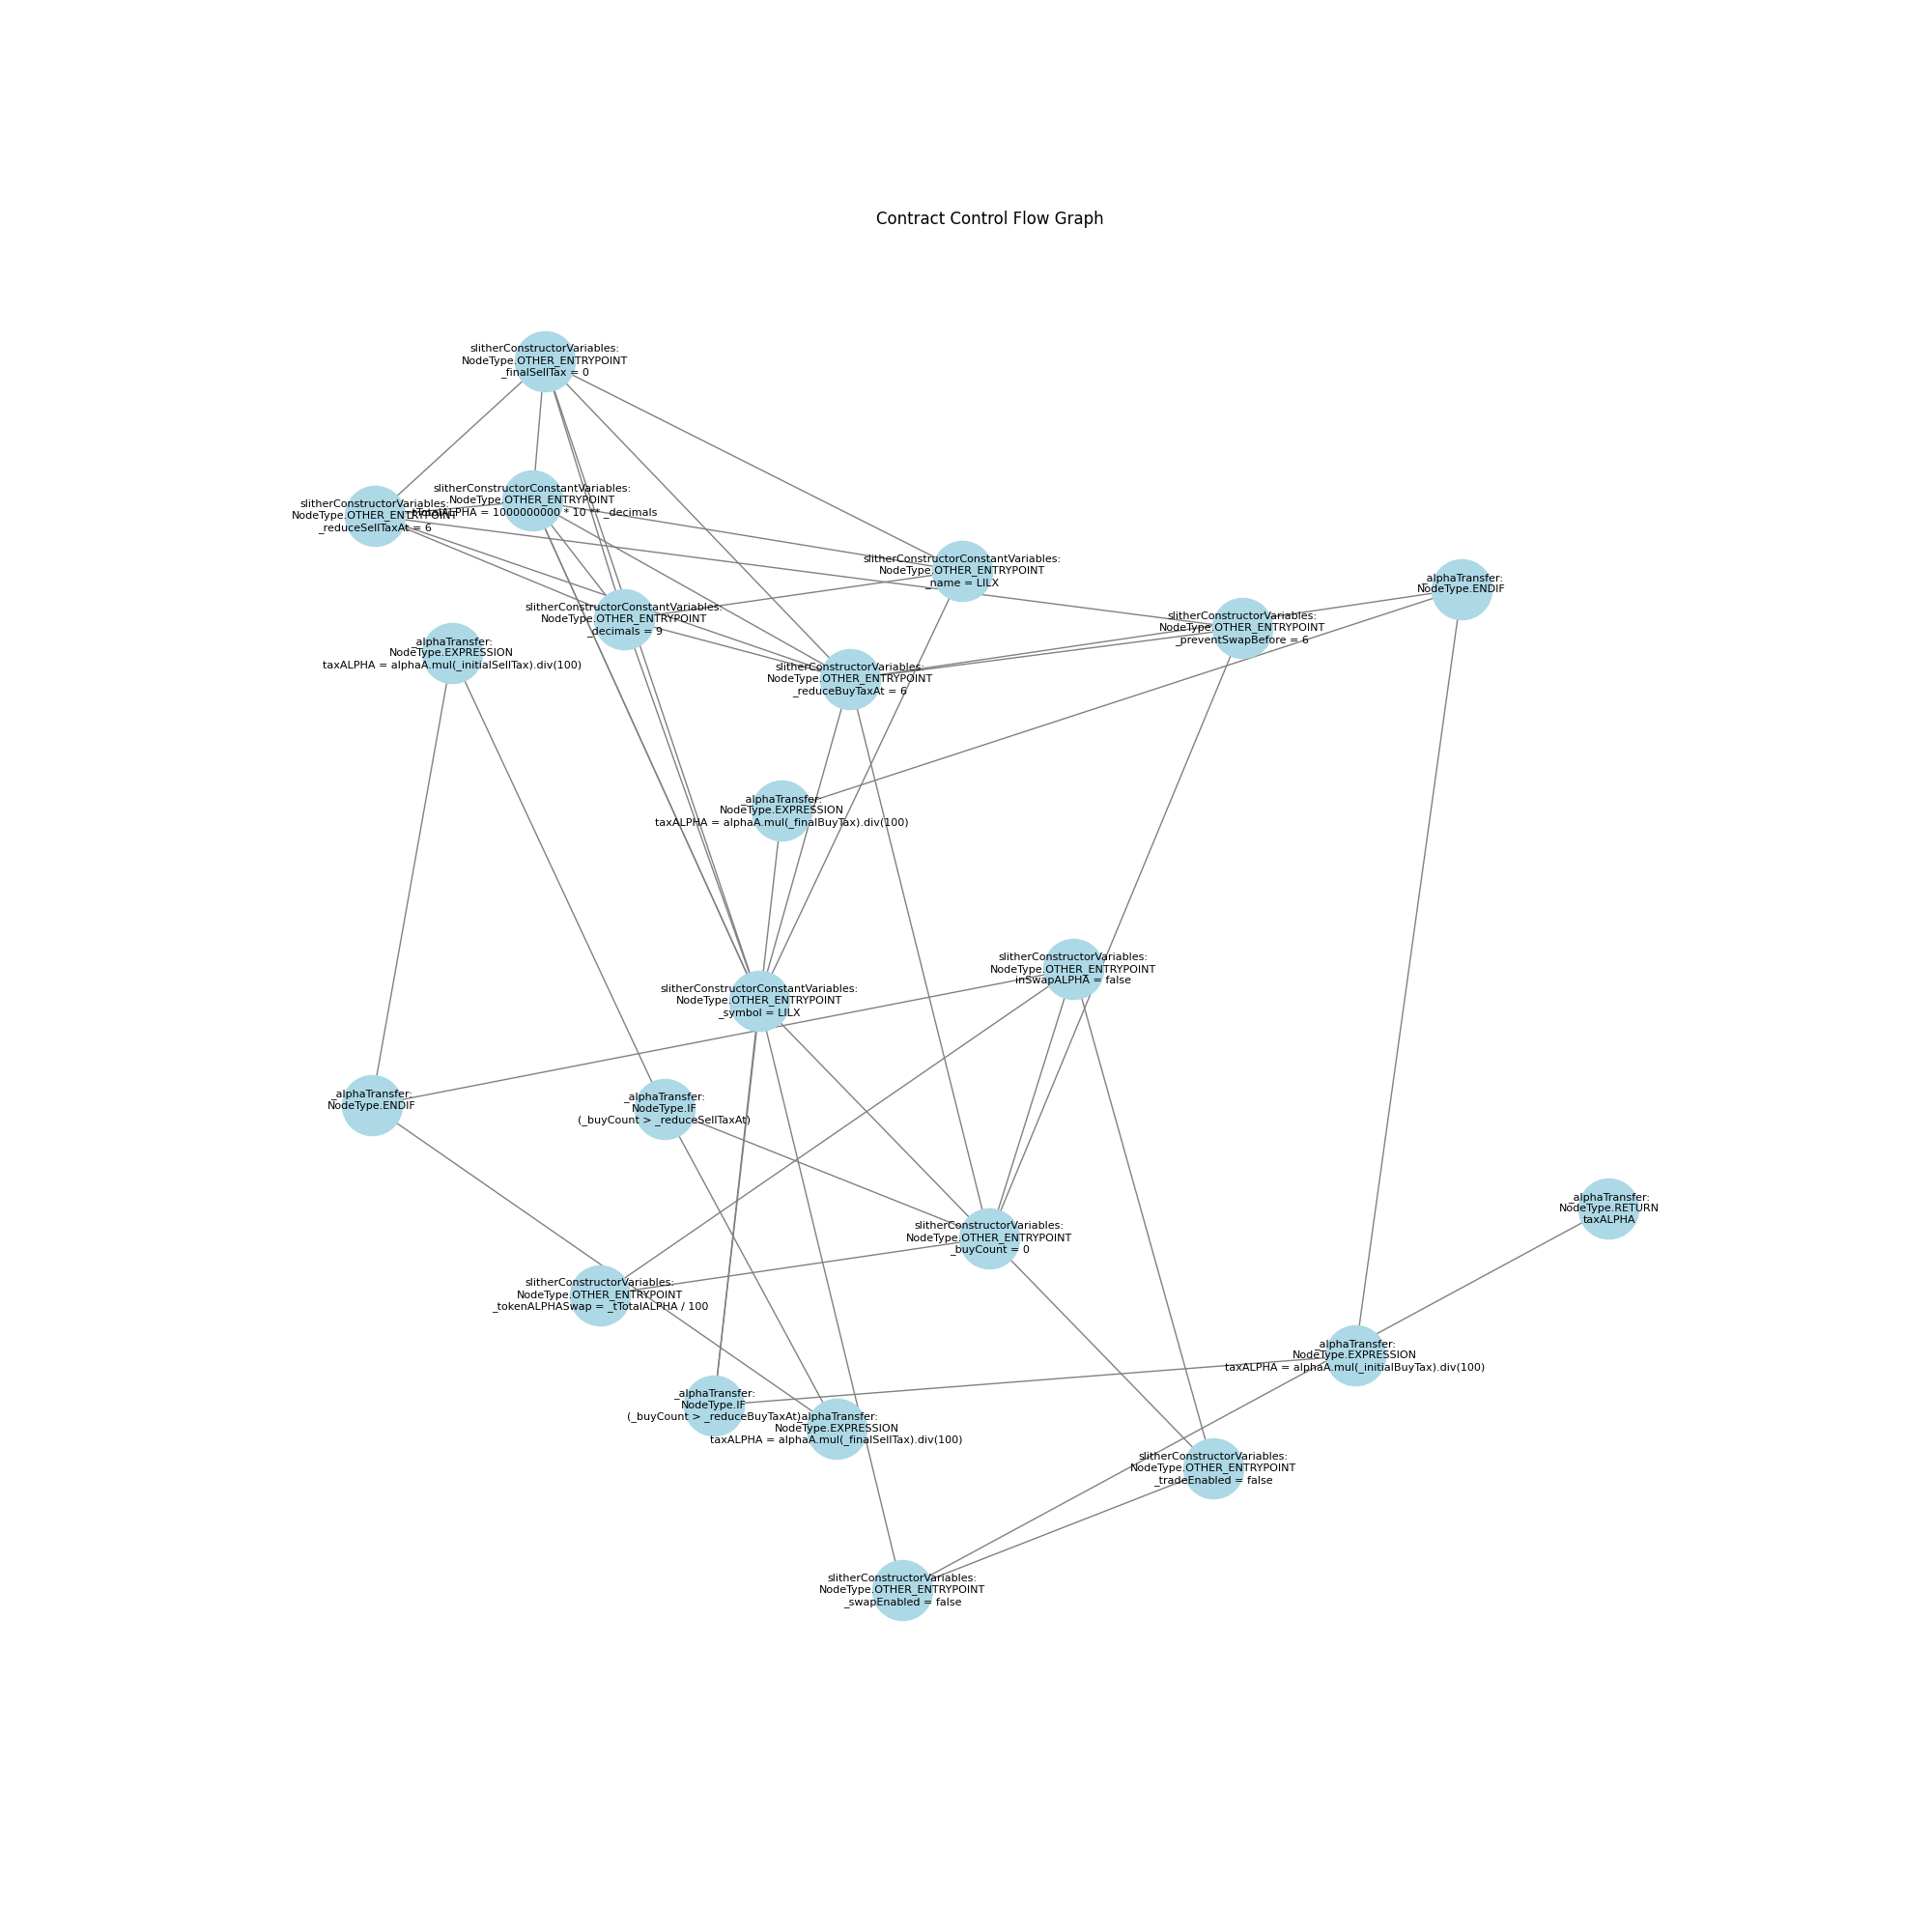 Contract Control Flow Graph
slitherConstructorVariables:
NodeType.OTHER_ENTRYPOINT
_finalSellTax = 0
slitherConstructorConstantVariables:
NodeType.OTHER_ENTRYPOINT
_tTotalALPHA = 1000000000 * 10 ** _decimals
slitherConstructorVariables:
NodeType.OTHER_ENTRYPOINT
_reduceSellTaxAt = 6
slitherConstructorConstantVariables:
NodeType.OTHER_ENTRYPOINT
_name = LILX
_alphaTransfer:
NodeType.ENDIF
slitherConstructorConstantVariables:
NodeType.OTHER_ENTRYPOINT
_decimals = 9
slitherConstructorVariables:
NodeType.OTHER_ENTRYPOINT
_preventSwapBefore = 6
_alphaTransfer:
NodeType.EXPRESSION
taxALPHA = alphaA.mul(_initialSellTax).div(100)
slitherConstructorVariables:
NodeType.OTHER_ENTRYPOINT
_reduceBuyTaxAt = 6
_alphaTransfer:
NodeType.EXPRESSION
taxALPHA = alphaA.mul(_finalBuyTax).div(100)
slitherConstructorVariables:
NodeType.OTHER_ENTRYPOINT
inSwapALPHA = false
slitherConstructorConstantVariables:
NodeType.OTHER_ENTRYPOINT
_symbol = LILX
_alphaTransfer:
NodeType.ENDIF
_alphaTransfer:
NodeType.IF
(_buyCount > _reduceSellTaxAt)
_alphaTransfer:
NodeType.RETURN
taxALPHA
slitherConstructorVariables:
NodeType.OTHER_ENTRYPOINT
_buyCount = 0
slitherConstructorVariables:
NodeType.OTHER_ENTRYPOINT
_tokenALPHASwap = _tTotalALPHA / 100
_alphaTransfer:
NodeType.EXPRESSION
taxALPHA = alphaA.mul(_initialBuyTax).div(100)
_alphaTransfer:
NodeType.IF
(_buyCount > _reduceBuyTaxAt)
_alphaTransfer:
NodeType.EXPRESSION
taxALPHA = alphaA.mul(_finalSellTax).div(100)
slitherConstructorVariables:
NodeType.OTHER_ENTRYPOINT
_tradeEnabled = false
slitherConstructorVariables:
NodeType.OTHER_ENTRYPOINT
_swapEnabled = false